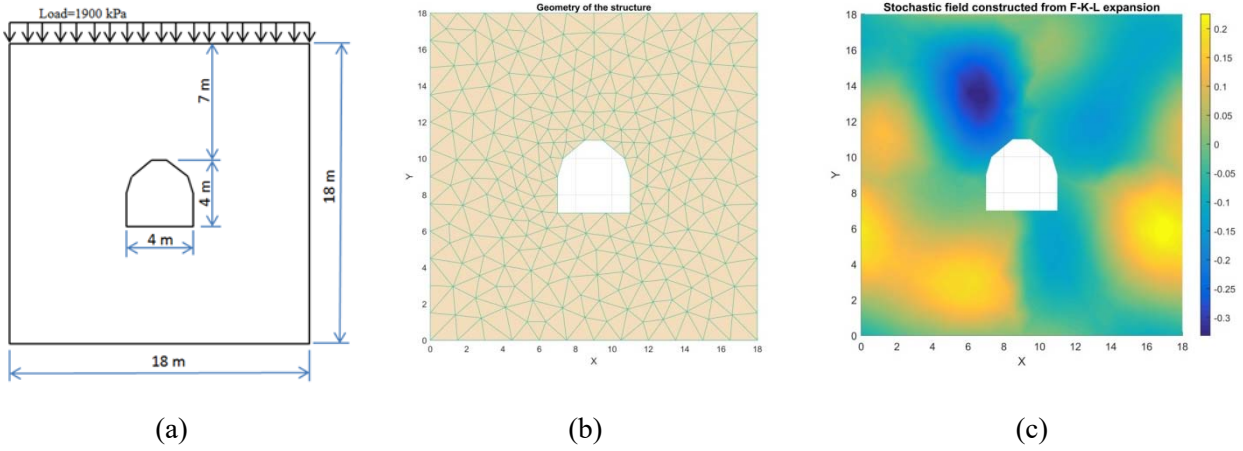 Load=1900 kPa
7 m
4 m
18 m
4 m
18 m
(a)
Geometry of the structure
18
16
14
12
10
8
6
4
2
0
Y
0 2 4 6 8 10 12 14 16 18
X
(b)
Stochastic field constructed from F-K-L expansion
18
16
14
12
10
8
6
4
2
0
Y
0 2 4 6 8 10 12 14 16 18
X
0.2
0.15
0.1
0.05
0
-0.05
-0.1
-0.15
-0.2
-0.25
-0.3
(c)